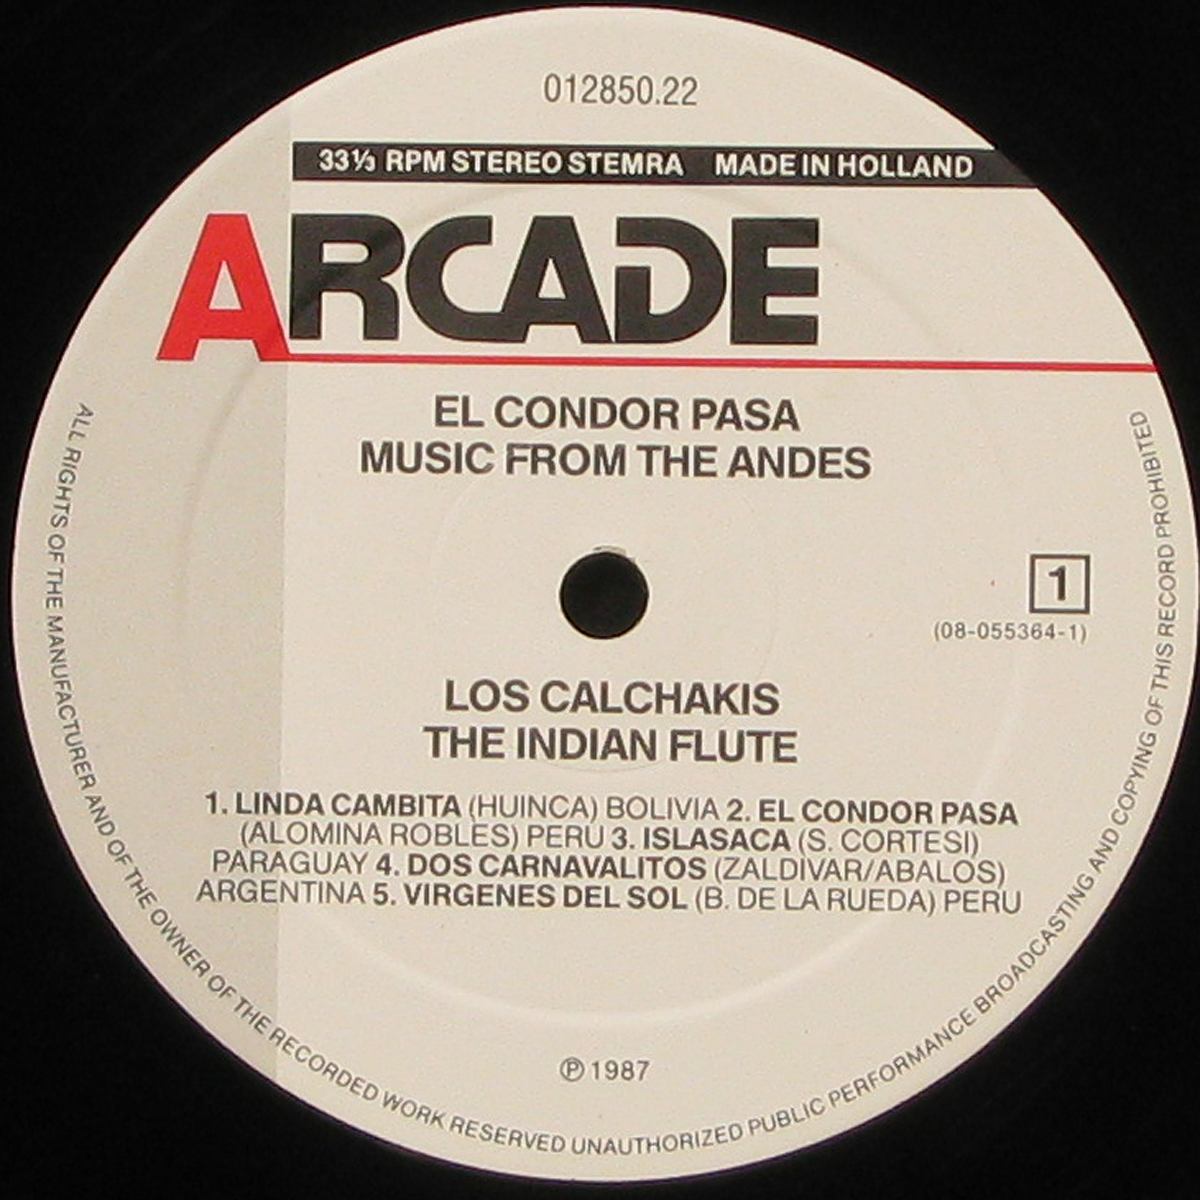 012850.22
33⅓ RPM STEREO STEMRA MADE IN HOLLAND
ARCADE
EL CONDOR PASA
MUSIC FROM THE ANDES
1
(08-055364-1)
LOS CALCHAKIS
THE INDIAN FLUTE
1. LINDA CAMBITA (HUINCA) BOLIVIA 2. EL CONDOR PASA
(ALOMINA ROBLES) PERU 3. ISLASACA (S. CORTESI)
PARAGUAY 4. DOS CARNAVALITOS (ZALDIVAR/ABALOS)
ARGENTINA 5. VIRGENES DEL SOL (B. DE LA RUEDA) PERU
℗ 1987
ALL RIGHTS OF THE MANUFACTURER AND OF THE OWNER OF THE RECORDED WORK RESERVED UNAUTHORIZED PUBLIC PERFORMANCE BROADCASTING AND COPYING OF THIS RECORD PROHIBITED